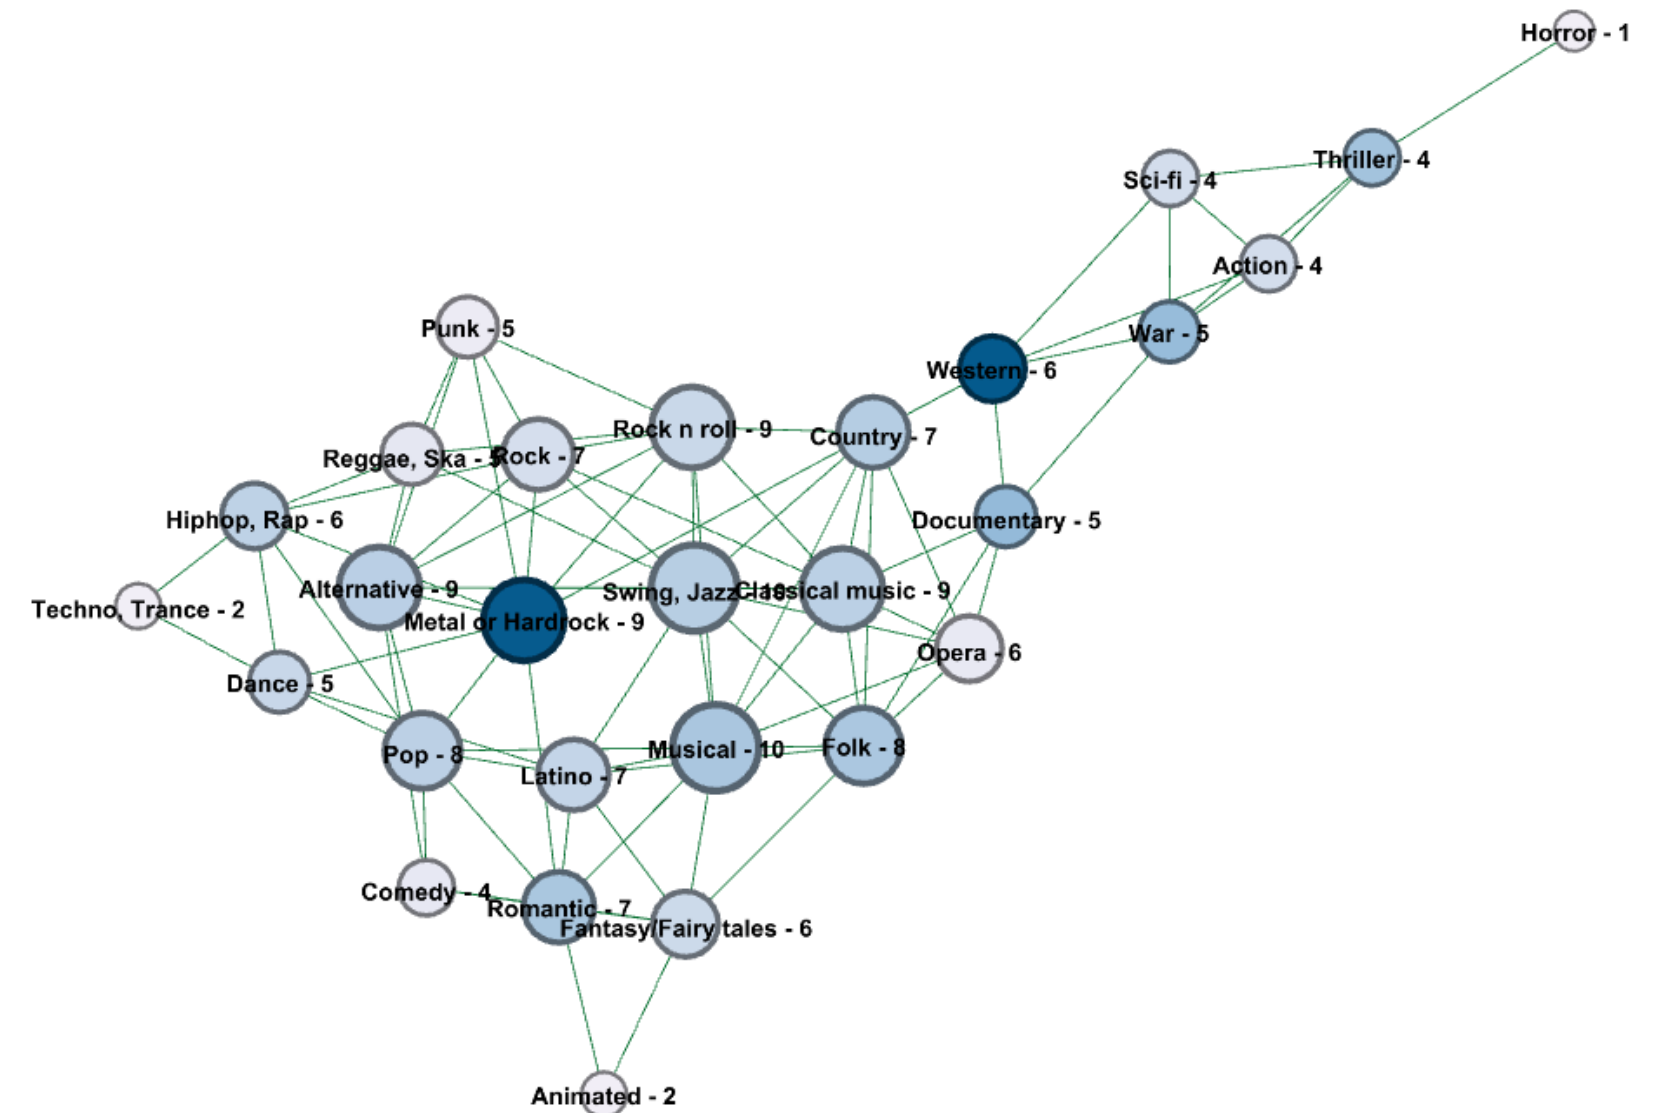 Horror - 1
Thriller - 4
Sci-fi - 4
Action - 4
Punk - 5
War - 5
Western - 6
Rock n roll - 9
Country - 7
Reggae, Ska - 5
Rock - 7
Hiphop, Rap - 6
Documentary - 5
Alternative - 9
Swing, Jazz - 10
Classical music - 9
Techno, Trance - 2
Metal or Hardrock - 9
Opera - 6
Dance - 5
Pop - 8
Latino - 7
Musical - 10
Folk - 8
Comedy - 4
Romantic - 7
Fantasy/Fairy tales - 6
Animated - 2